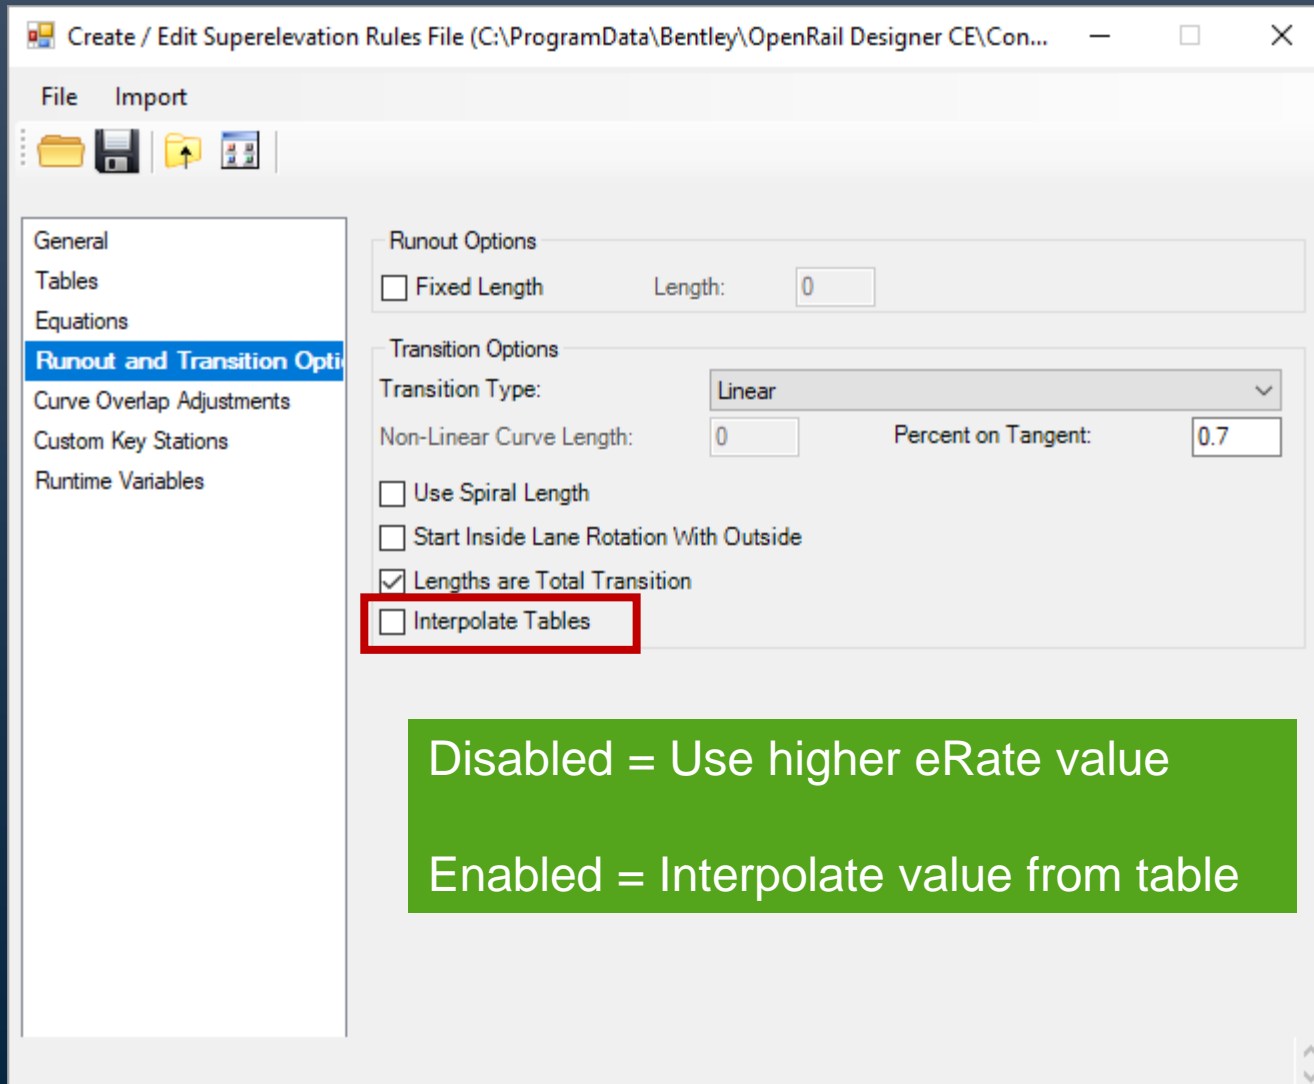 Create / Edit Superelevation Rules File (C:\ProgramData\Bentley\OpenRail Designer CE\Con...
File Import
General
Tables
Equations
Runout and Transition Opti
Curve Overlap Adjustments
Custom Key Stations
Runtime Variables
Runout Options
Fixed Length Length: 0
Transition Options
Transition Type: Linear
Non-Linear Curve Length: 0 Percent on Tangent: 0.7
Use Spiral Length
Start Inside Lane Rotation With Outside
Lengths are Total Transition
Interpolate Tables
Disabled = Use higher eRate value
Enabled = Interpolate value from table